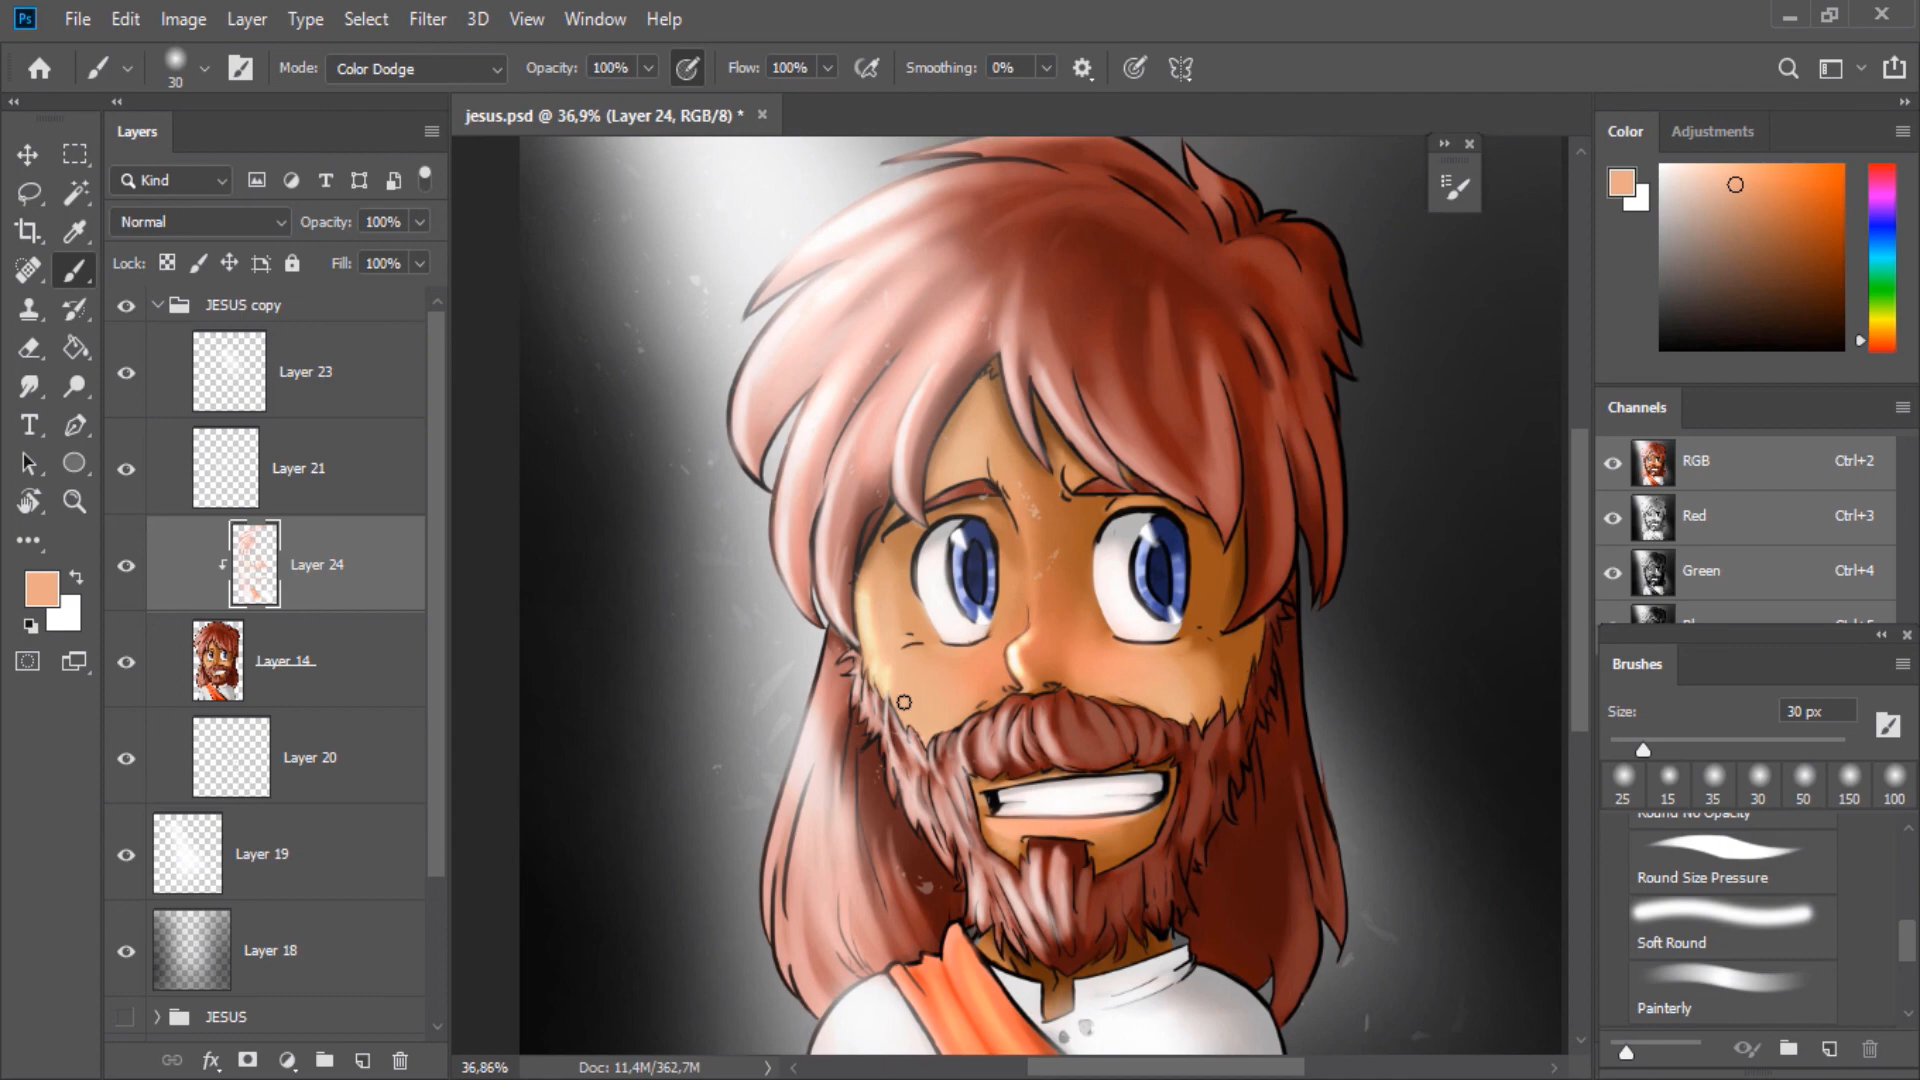 Ps File Edit Image Layer Type Select Filter 3D View Window Help
30 Mode: Color Dodge Opacity: 100% Flow: 100% Smoothing: 0%
Layers
jesus.psd @ 36,9% (Layer 24, RGB/8) *
Color Adjustments
Kind
Normal Opacity: 100%
Lock: Fill: 100%
JESUS copy
Layer 23
Layer 21
Layer 24
Layer 14
Layer 20
Layer 19
Layer 18
JESUS
Channels
RGB Ctrl+2
Red Ctrl+3
Green Ctrl+4
Brushes
Size: 30 px
25 15 35 30 50 150 100
Round No Opacity
Round Size Pressure
Soft Round
Painterly
36,86% Doc: 11,4M/362,7M